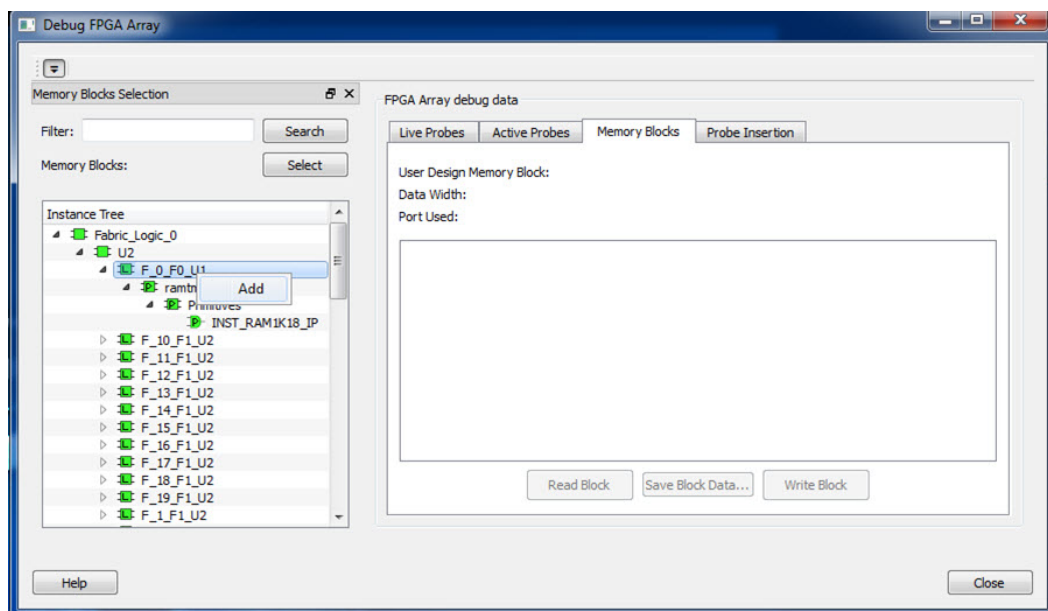 Debug FPGA Array
Memory Blocks Selection
Filter:
Search
Memory Blocks:
Select
Instance Tree
Fabric_Logic_0
U2
F_0_F0_U1
Add
INST_RAM1K18_IP
F_10_F1_U2
F_11_F1_U2
F_12_F1_U2
F_13_F1_U2
F_14_F1_U2
F_15_F1_U2
F_16_F1_U2
F_17_F1_U2
F_18_F1_U2
F_19_F1_U2
F_1_F1_U2
FPGA Array debug data
Live Probes Active Probes Memory Blocks Probe Insertion
User Design Memory Block:
Data Width:
Port Used:
Read Block Save Block Data... Write Block
Help
Close